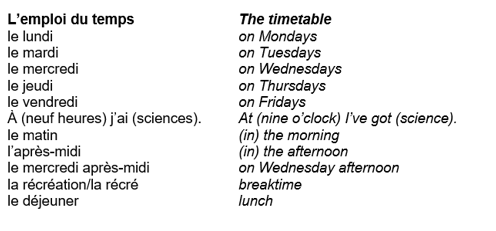 L'emploi du temps The timetable
le lundi on Mondays
le mardi on Tuesdays
le mercredi on Wednesdays
le jeudi on Thursdays
le vendredi on Fridays
À (neuf heures) j'ai (sciences). At (nine o'clock) I've got (science).
le matin (in) the morning
l'après-midi (in) the afternoon
le mercredi après-midi on Wednesday afternoon
la récréation/la récré breaktime
le déjeuner lunch